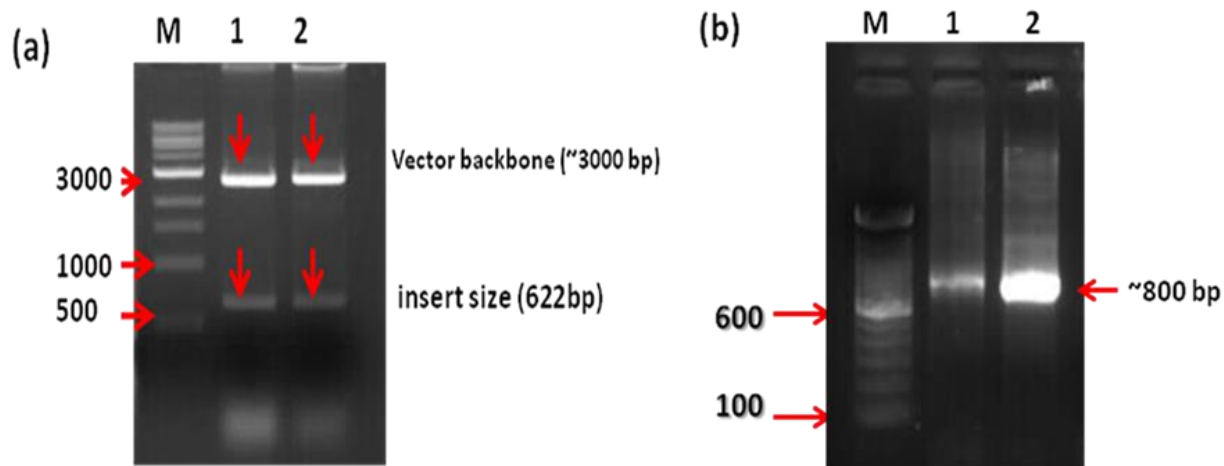 (a)
M 1 2
3000
1000
500
Vector backbone (~3000 bp)
insert size (622bp)
(b)
M 1 2
600
100
~800 bp